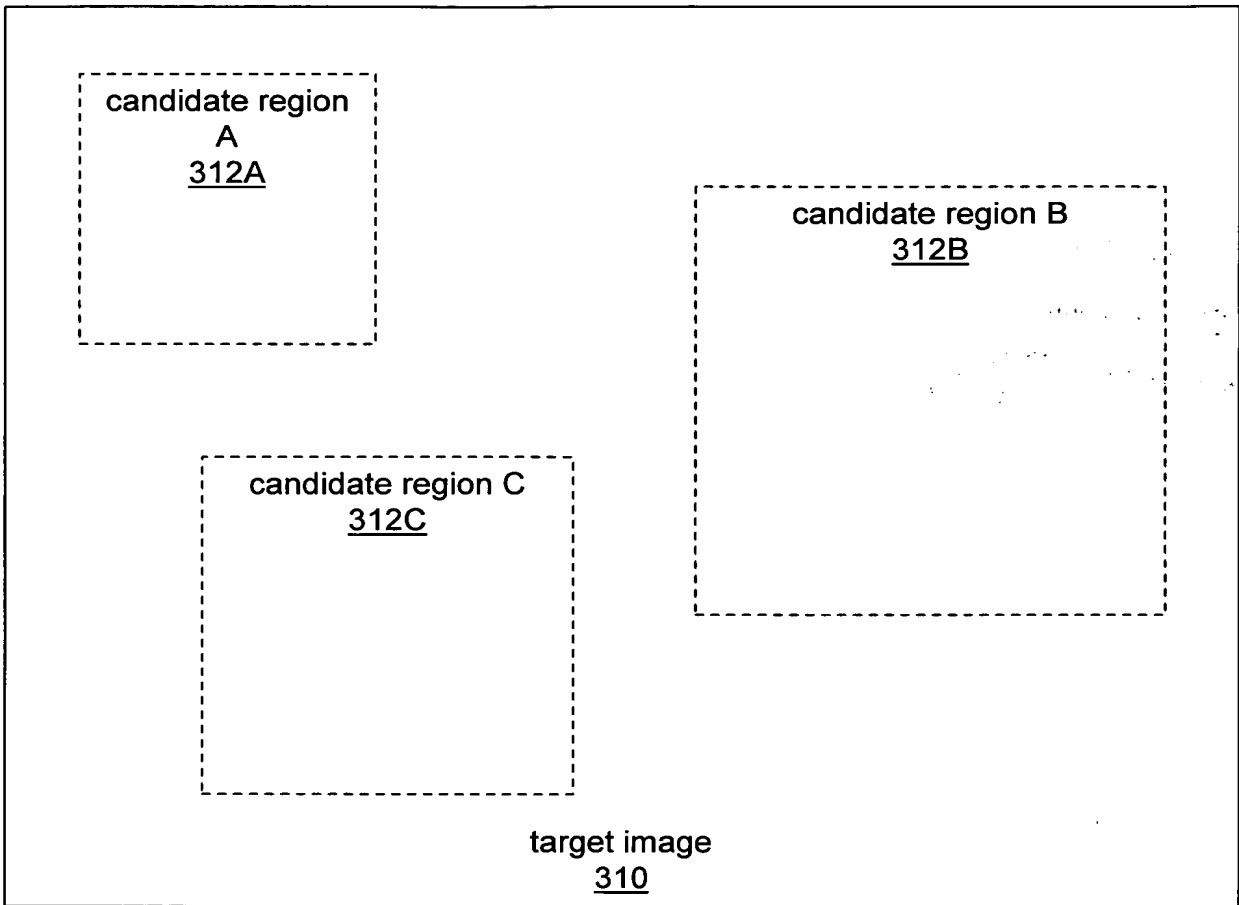 candidate region
A
312A
candidate region B
312B
candidate region C
312C
target image
310